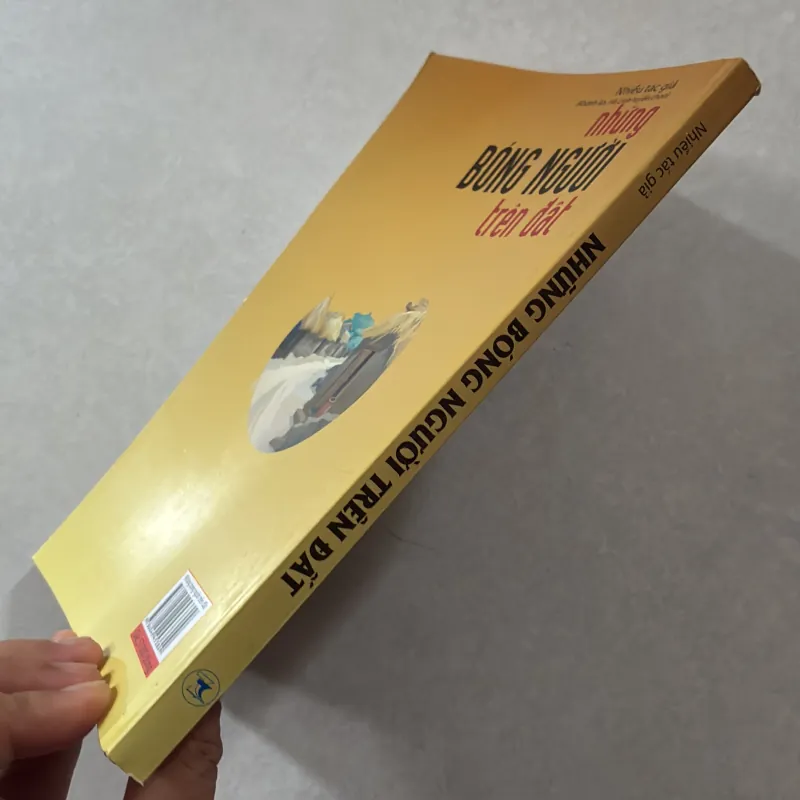 Nhiều tác giả
những
BÓNG NGƯỜI
trên đất
Nhiều tác giả
NHỮNG BÓNG NGƯỜI TRÊN ĐẤT